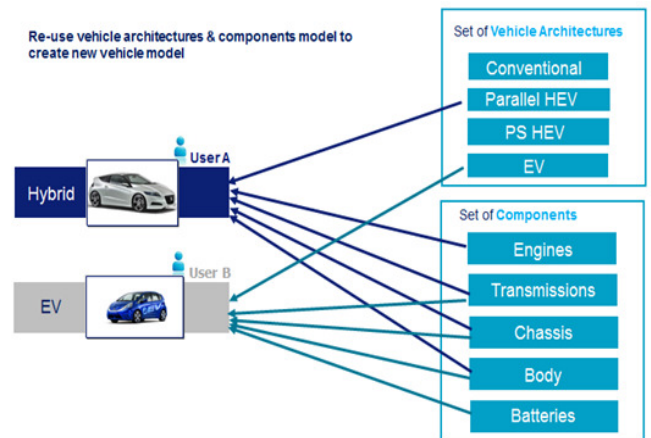 Re-use vehicle architectures & components model to
create new vehicle model
Set of Vehicle Architectures
Conventional
Parallel HEV
PS HEV
EV
User A
Hybrid
User B
EV
Set of Components
Engines
Transmissions
Chassis
Body
Batteries